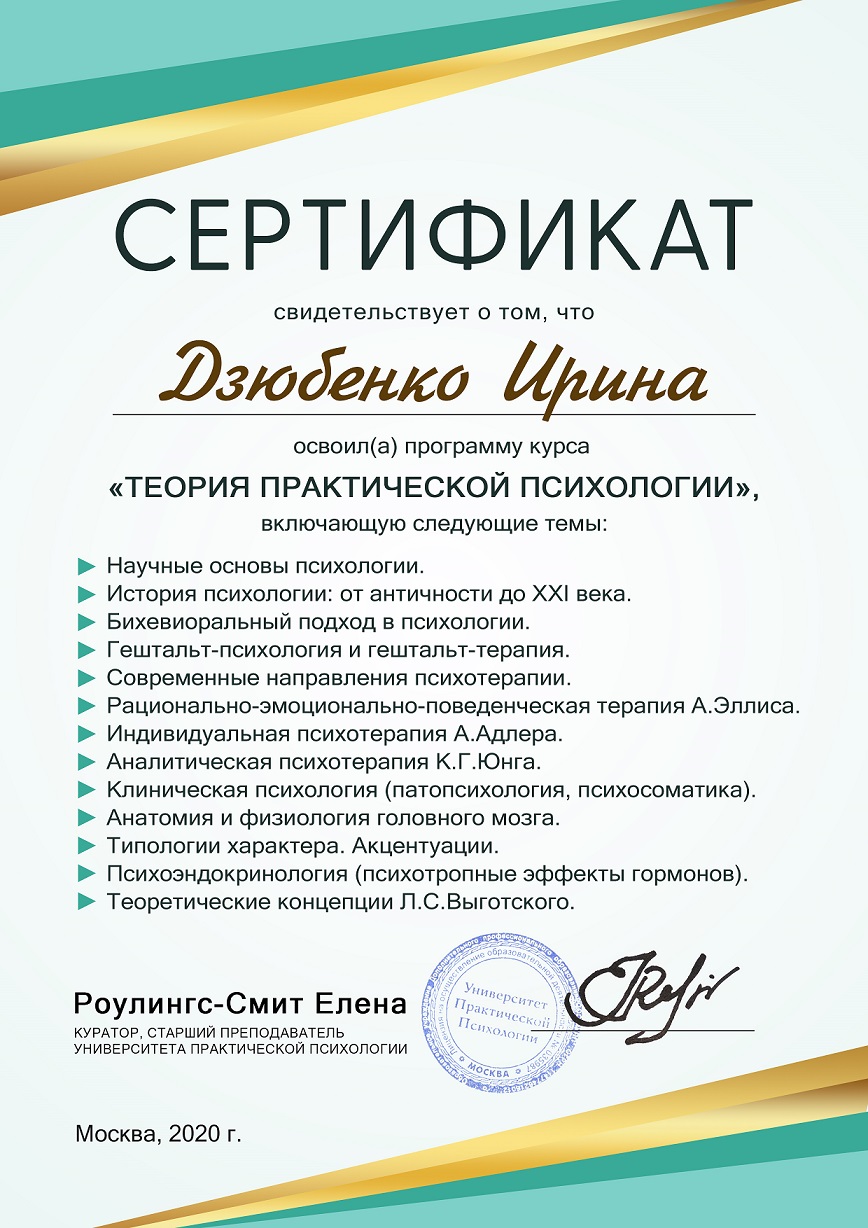 СЕРТИФИКАТ
свидетельствует о том, что
Дзюбенко Ирина
освоил(а) программу курса
«ТЕОРИЯ ПРАКТИЧЕСКОЙ ПСИХОЛОГИИ»,
включающую следующие темы:
Научные основы психологии.
История психологии: от античности до XXI века.
Бихевиоральный подход в психологии.
Гештальт-психология и гештальт-терапия.
Современные направления психотерапии.
Рационально-эмоционально-поведенческая терапия А.Эллиса.
Индивидуальная психотерапия А.Адлера.
Аналитическая психотерапия К.Г.Юнга.
Клиническая психология (патопсихология, психосоматика).
Анатомия и физиология головного мозга.
Типологии характера. Акцентуации.
Психоэндокринология (психотропные эффекты гормонов).
Теоретические концепции Л.С.Выготского.
Университет
Практической
Психологии
Лицензия на осуществление образовательной
МОСКВА
Роулингс-Смит Елена
КУРАТОР, СТАРШИЙ ПРЕПОДАВАТЕЛЬ
УНИВЕРСИТЕТА ПРАКТИЧЕСКОЙ ПСИХОЛОГИИ
Москва, 2020 г.